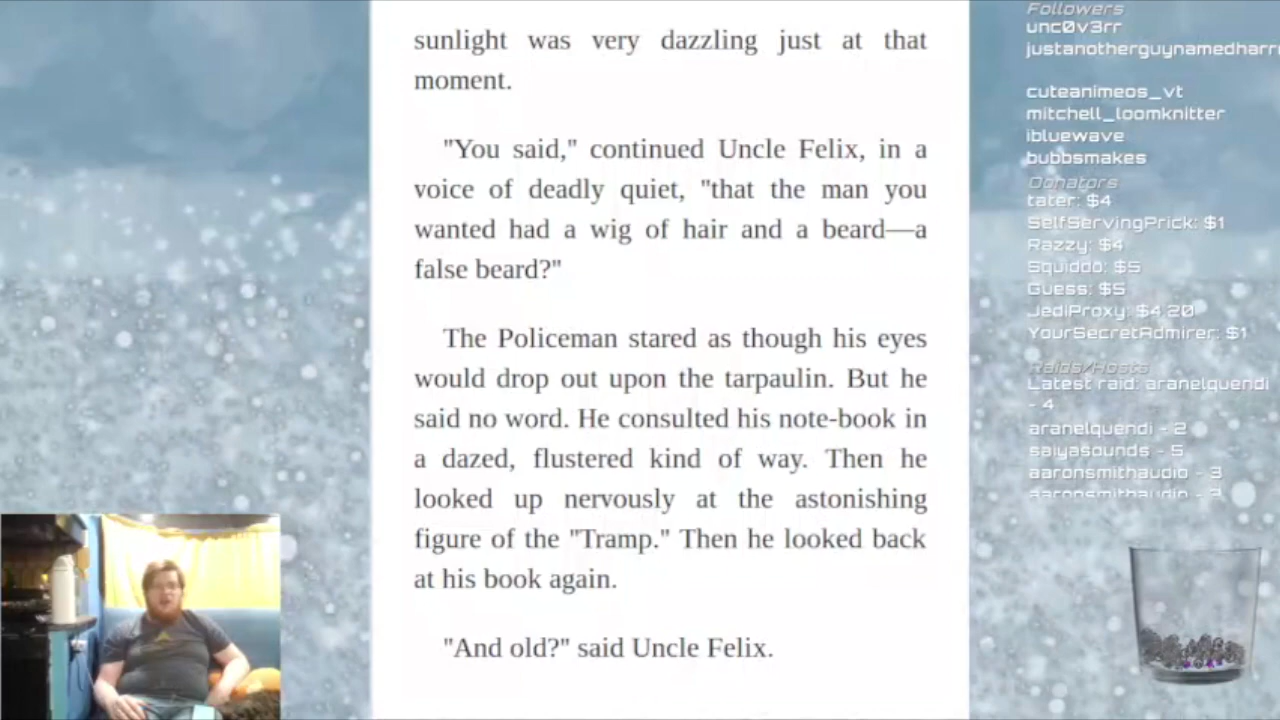 sunlight was very dazzling just at that
moment.
"You said," continued Uncle Felix, in a
voice of deadly quiet, "that the man you
wanted had a wig of hair and a beard—a
false beard?"
The Policeman stared as though his eyes
would drop out upon the tarpaulin. But he
said no word. He consulted his note-book in
a dazed, flustered kind of way. Then he
looked up nervously at the astonishing
figure of the "Tramp." Then he looked back
at his book again.
"And old?" said Uncle Felix.
Followers
unc0v3rr
justanotherguynamedharr
cuteanimeos_vt
mitchell_loomknitter
ibluewave
bubbsmakes
Donators
tater: $4
SelfServingPrick: $1
Razzy: $4
Squiddo: $5
Guess: $5
JediProxy: $4.20
YourSecretAdmirer: $1
Raids/Hosts
Latest raid: aranelquendi
- 4
aranelquendi - 2
saiyasounds - 5
aaronsmithaudio - 3
aaronsmithaudio - 3